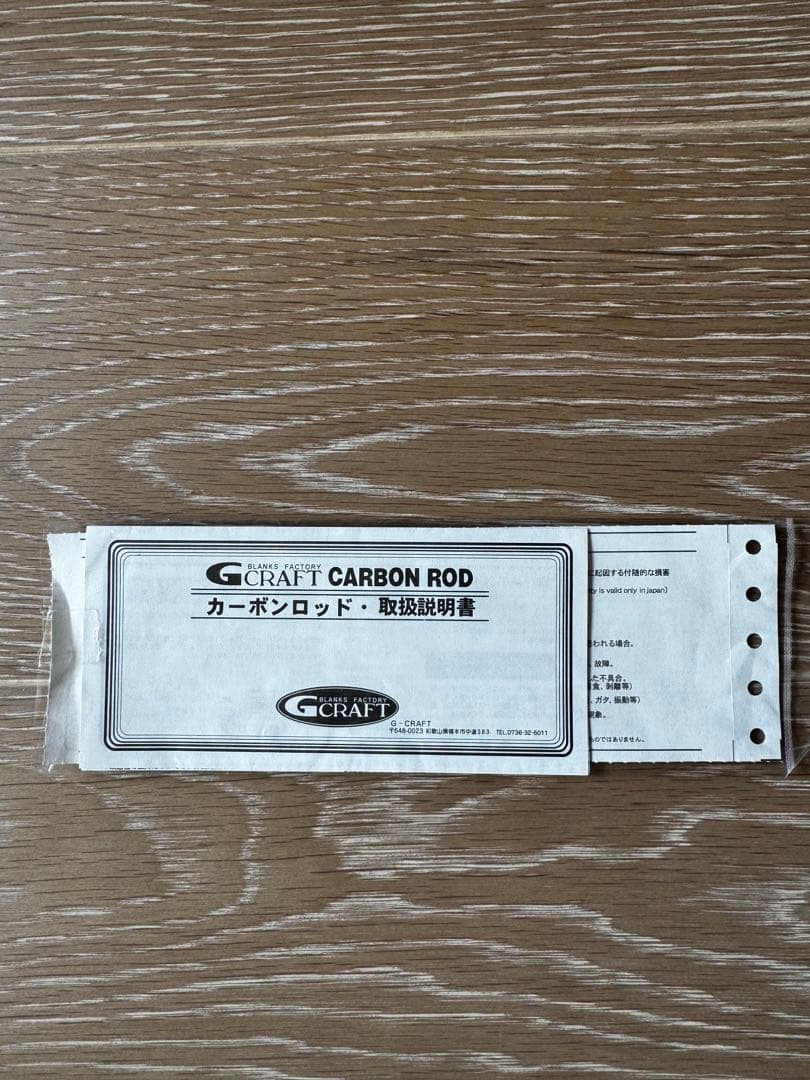 BLANKS FACTORY
G CRAFT CARBON ROD
カーボンロッド・取扱説明書
BLANKS FACTORY
G CRAFT
G-CRAFT
〒648-0023 和歌山県橋本市中道383 TEL.0736-32-6011
に起因する付随的な損害
ty is valid only in japan)
われる場合。
、故障。
した不具合。
食、剥離等)
、ガタ、振動等)
現象。
ものではありません。